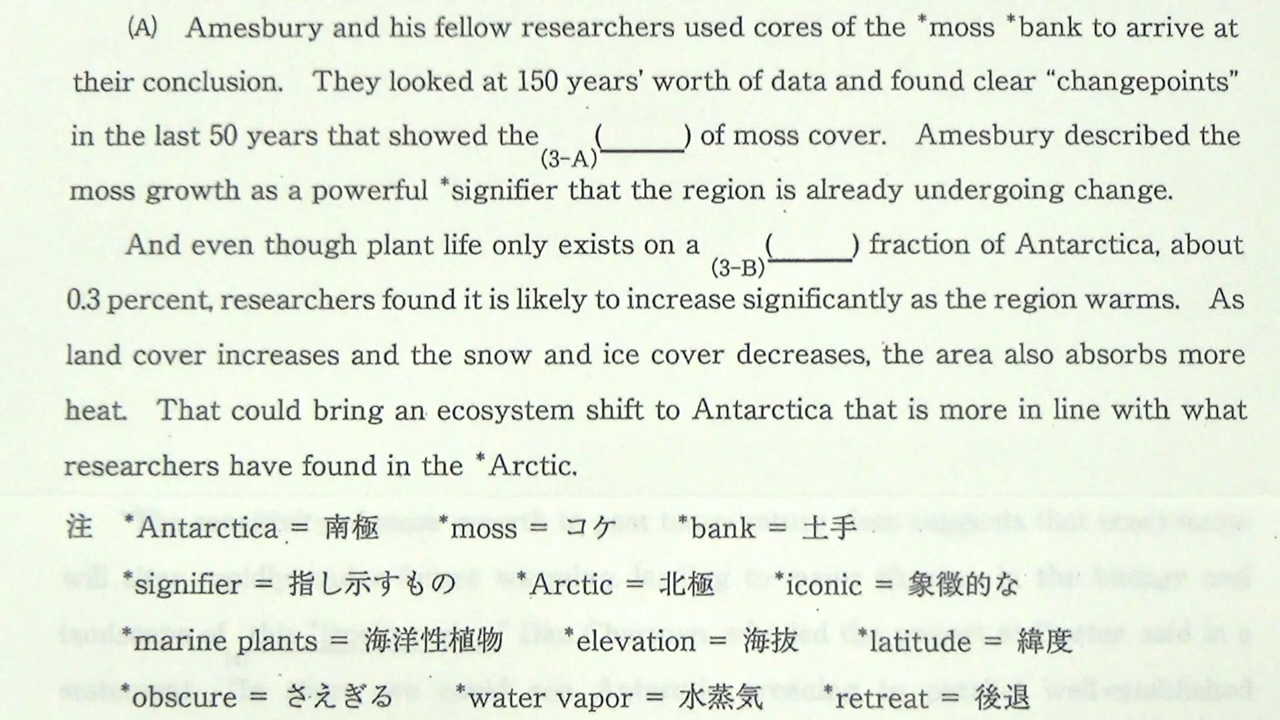 (A) Amesbury and his fellow researchers used cores of the *moss *bank to arrive at
their conclusion. They looked at 150 years' worth of data and found clear "changepoints"
in the last 50 years that showed the (3-A)(      ) of moss cover. Amesbury described the
moss growth as a powerful *signifier that the region is already undergoing change.
And even though plant life only exists on a (3-B)(      ) fraction of Antarctica, about
0.3 percent, researchers found it is likely to increase significantly as the region warms. As
land cover increases and the snow and ice cover decreases, the area also absorbs more
heat. That could bring an ecosystem shift to Antarctica that is more in line with what
researchers have found in the *Arctic.
注 *Antarctica = 南極 *moss = コケ *bank = 土手
*signifier = 指し示すもの *Arctic = 北極 *iconic = 象徴的な
*marine plants = 海洋性植物 *elevation = 海抜 *latitude = 緯度
*obscure = さえぎる *water vapor = 水蒸気 *retreat = 後退